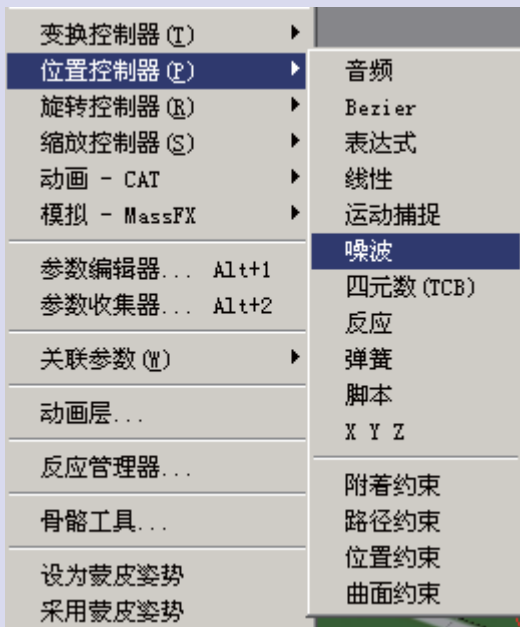 变换控制器(T)
位置控制器(P)
旋转控制器(R)
缩放控制器(S)
动画 - CAT
模拟 - MassFX
参数编辑器... Alt+1
参数收集器... Alt+2
关联参数(W)
动画层...
反应管理器...
骨骼工具...
设为蒙皮姿势
采用蒙皮姿势
音频
Bezier
表达式
线性
运动捕捉
噪波
四元数(TCB)
反应
弹簧
脚本
X Y Z
附着约束
路径约束
位置约束
曲面约束